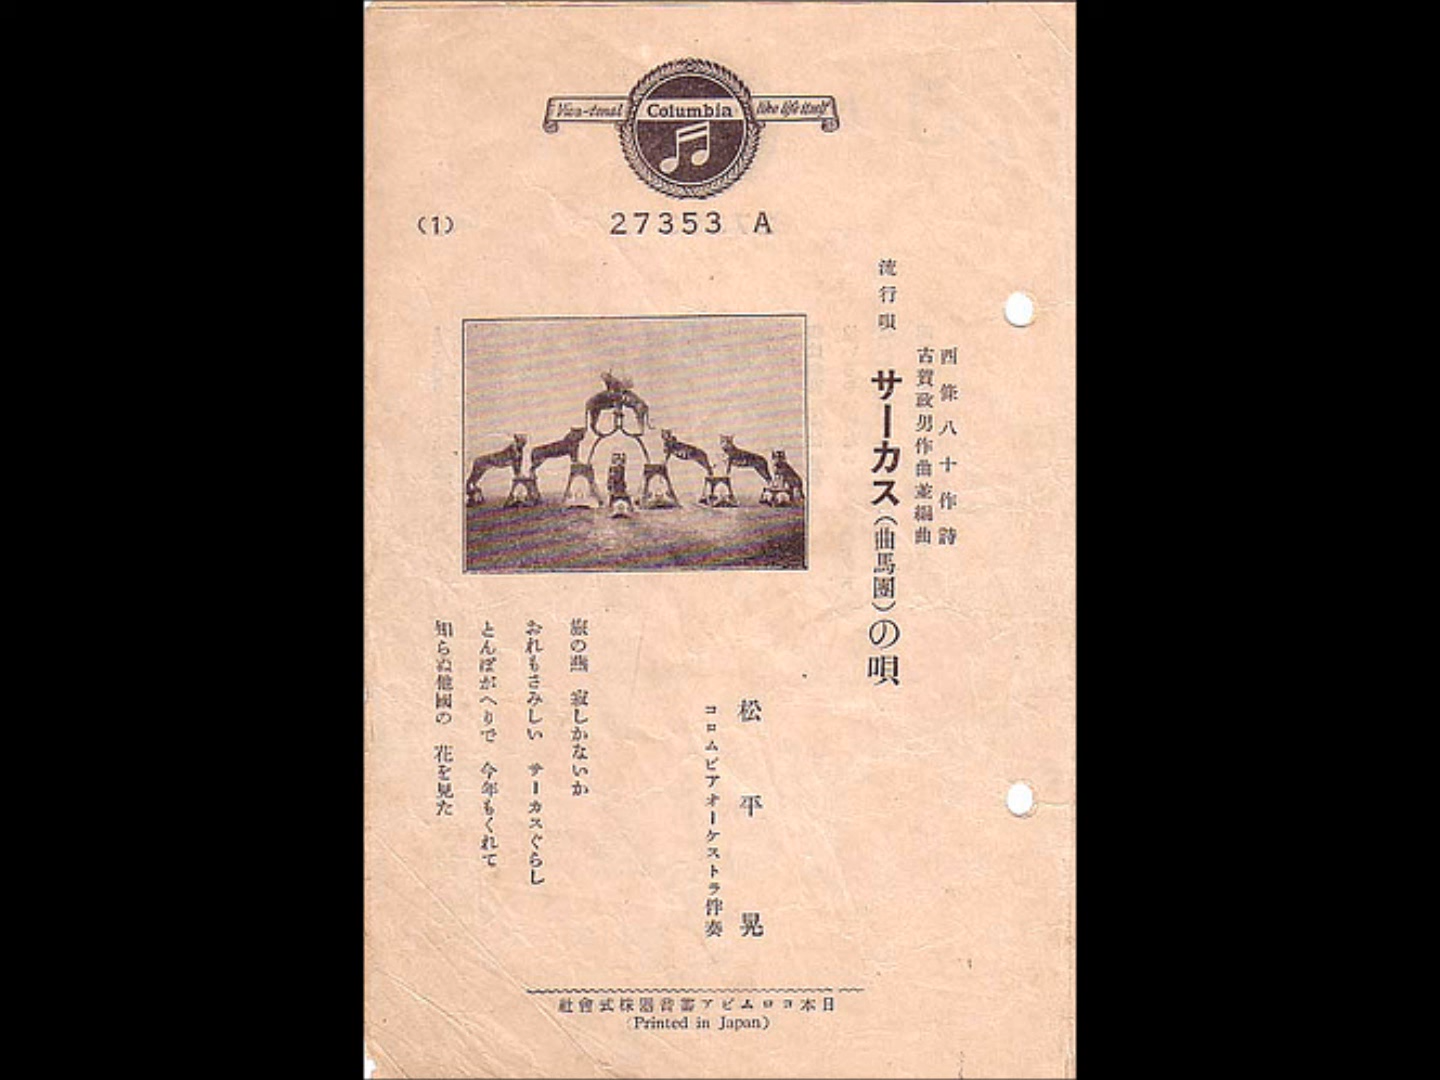 Viva-tonal Columbia like life itself
(1)
27353 A
西條八十作詩
古賀政男作曲並編曲
流行唄 サーカス(曲馬團)の唄
松平晃
コロムビアオーケストラ伴奏
旅の燕 寂しかないか
おれもさみしい サーカスぐらし
とんぼがへりで 今年もくれて
知らぬ他國の 花を見た
社會式株器音蓄アビムロコ本日
(Printed in Japan)